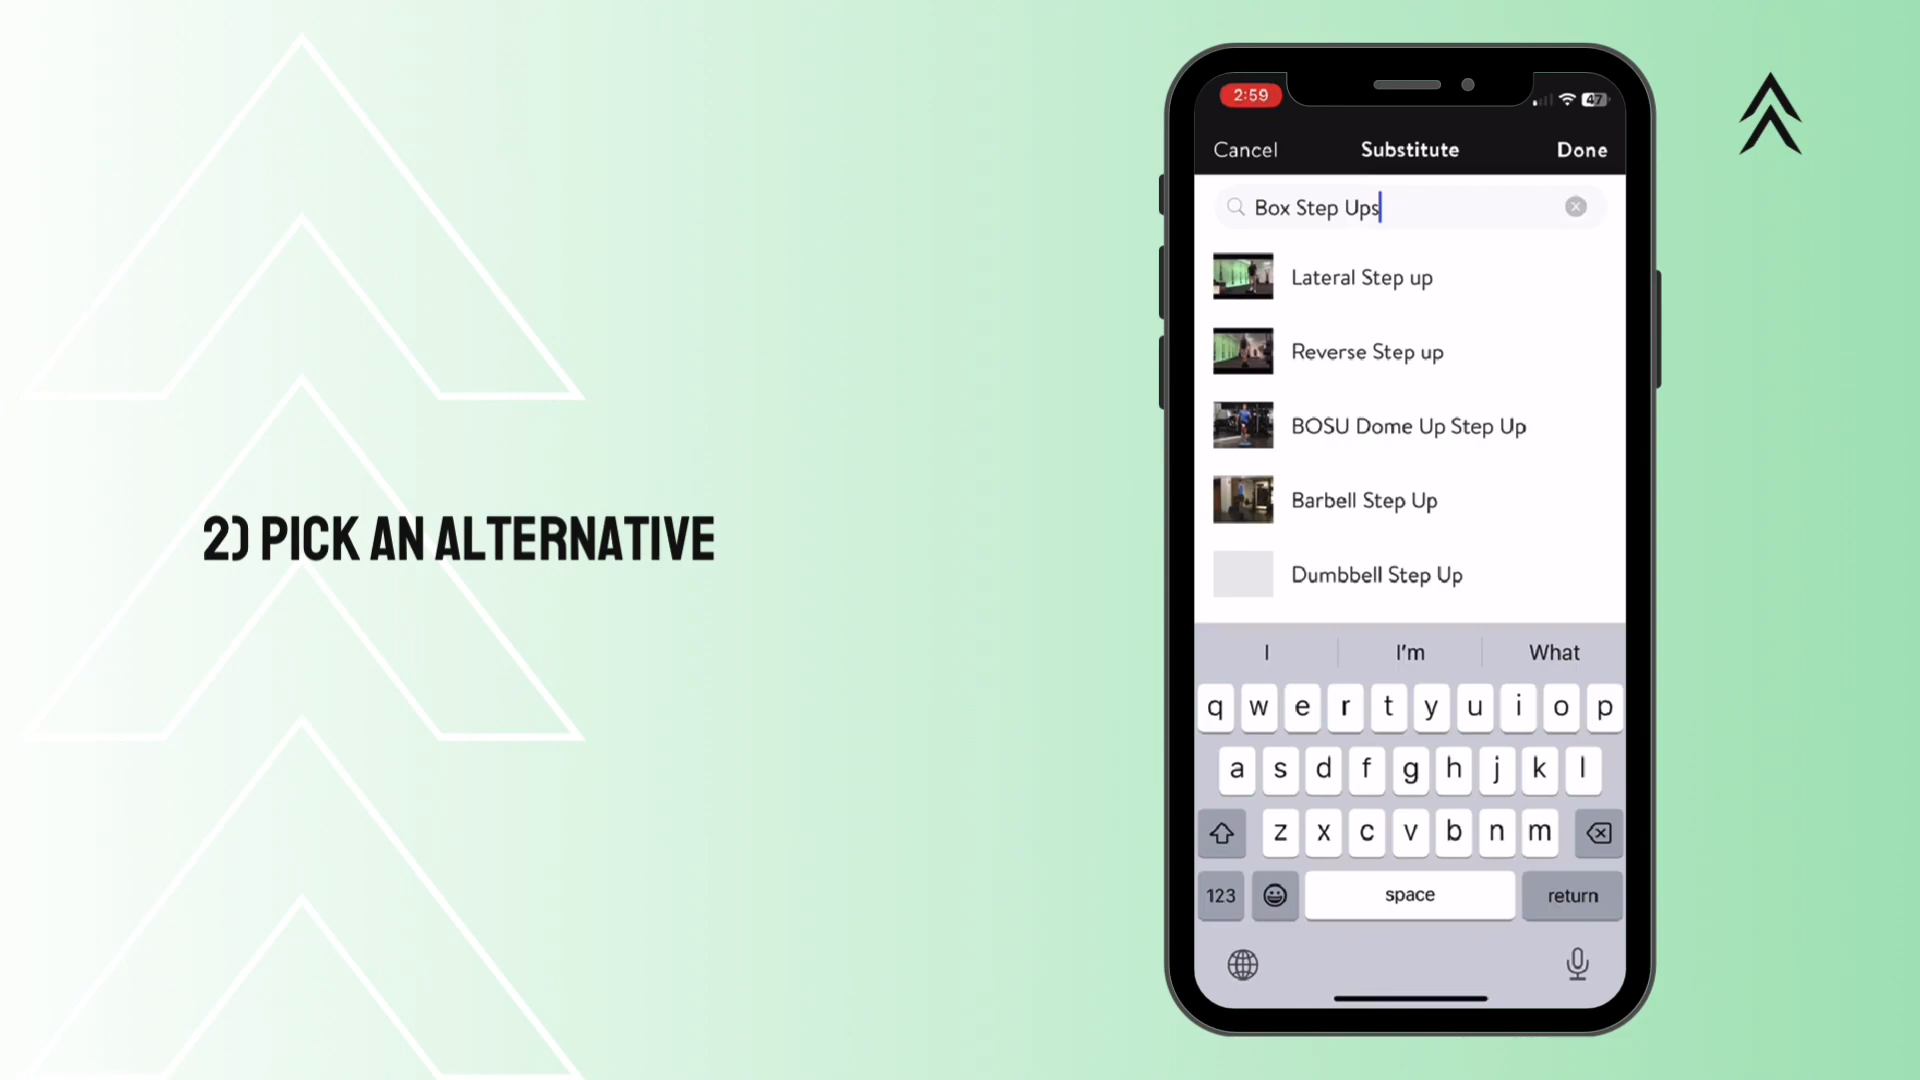 2) PICK AN ALTERNATIVE
2:59
47
Cancel
Substitute
Done
Box Step Ups
Lateral Step up
Reverse Step up
BOSU Dome Up Step Up
Barbell Step Up
Dumbbell Step Up
I
I'm
What
q w e r t y u i o p
a s d f g h j k l
z x c v b n m
123
space
return